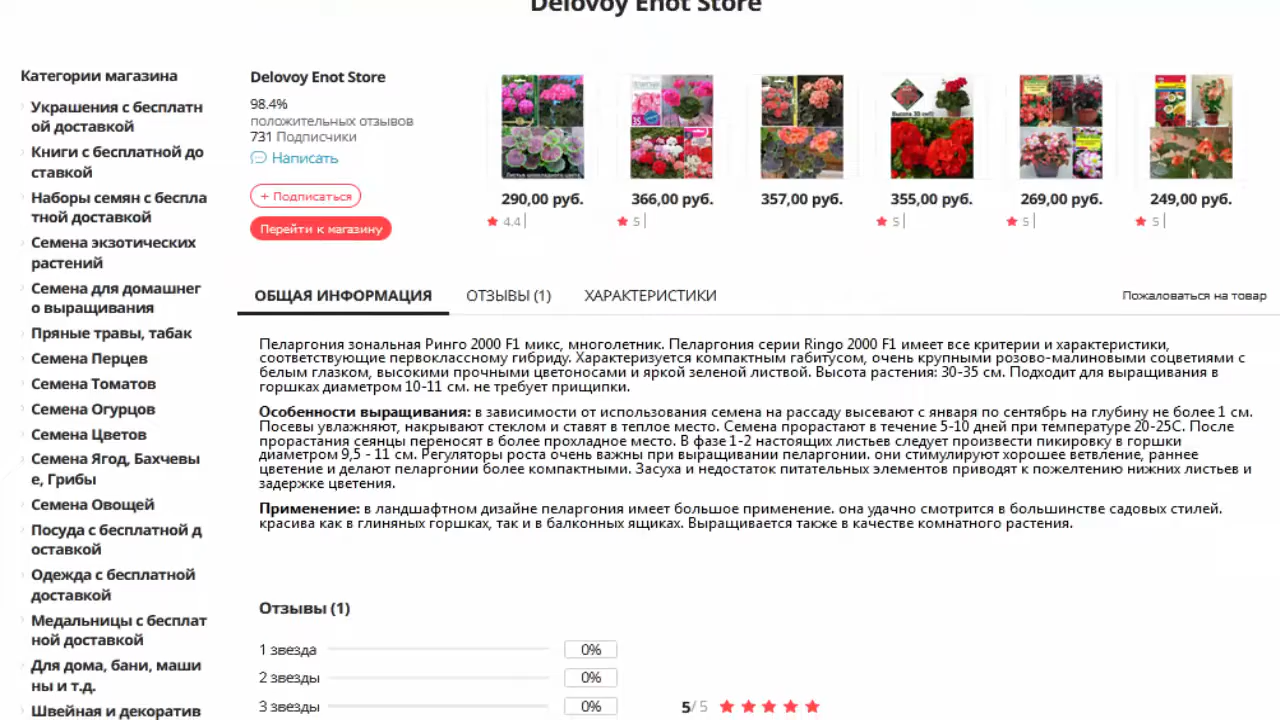 Delovoy Enot Store
Категории магазина
Украшения с бесплатн
ой доставкой
Книги с бесплатной до
ставкой
Наборы семян с беспла
тной доставкой
Семена экзотических
растений
Семена для домашнег
о выращивания
Пряные травы, табак
Семена Перцев
Семена Томатов
Семена Огурцов
Семена Цветов
Семена Ягод, Бахчевы
е, Грибы
Семена Овощей
Посуда с бесплатной д
оставкой
Одежда с бесплатной
доставкой
Медальницы с бесплат
ной доставкой
Для дома, бани, маши
ны и т.д.
Швейная и декоратив
Delovoy Enot Store
98.4%
положительных отзывов
731 Подписчики
Написать
+ Подписаться
Перейти к магазину
290,00 руб. 366,00 руб. 357,00 руб. 355,00 руб. 269,00 руб. 249,00 руб.
4.4 | 5 | 5 | 5 | 5 |
ОБЩАЯ ИНФОРМАЦИЯ ОТЗЫВЫ (1) ХАРАКТЕРИСТИКИ Пожаловаться на товар
Пеларгония зональная Ринго 2000 F1 микс, многолетник. Пеларгония серии Ringo 2000 F1 имеет все критерии и характеристики,
соответствующие первоклассному гибриду. Характеризуется компактным габитусом, очень крупными розово-малиновыми соцветиями с
белым глазком, высокими прочными цветоносами и яркой зеленой листвой. Высота растения: 30-35 см. Подходит для выращивания в
горшках диаметром 10-11 см. не требует прищипки.
Особенности выращивания: в зависимости от использования семена на рассаду высевают с января по сентябрь на глубину не более 1 см.
Посевы увлажняют, накрывают стеклом и ставят в теплое место. Семена прорастают в течение 5-10 дней при температуре 20-25С. После
прорастания сеянцы переносят в более прохладное место. В фазе 1-2 настоящих листьев следует произвести пикировку в горшки
диаметром 9,5 - 11 см. Регуляторы роста очень важны при выращивании пеларгонии. они стимулируют хорошее ветвление, раннее
цветение и делают пеларгонии более компактными. Засуха и недостаток питательных элементов приводят к пожелтению нижних листьев и
задержке цветения.
Применение: в ландшафтном дизайне пеларгония имеет большое применение. она удачно смотрится в большинстве садовых стилей.
красива как в глиняных горшках, так и в балконных ящиках. Выращивается также в качестве комнатного растения.
Отзывы (1)
1 звезда 0%
2 звезды 0%
3 звезды 0%
5/ 5